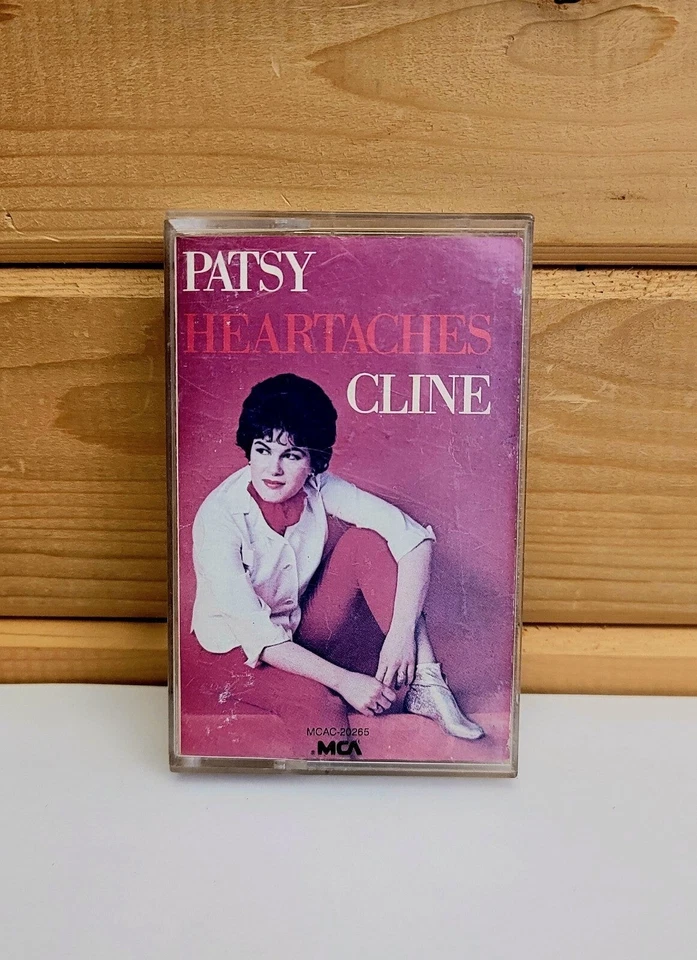 PATSY
HEARTACHES
CLINE
MCAC-20265
MCA